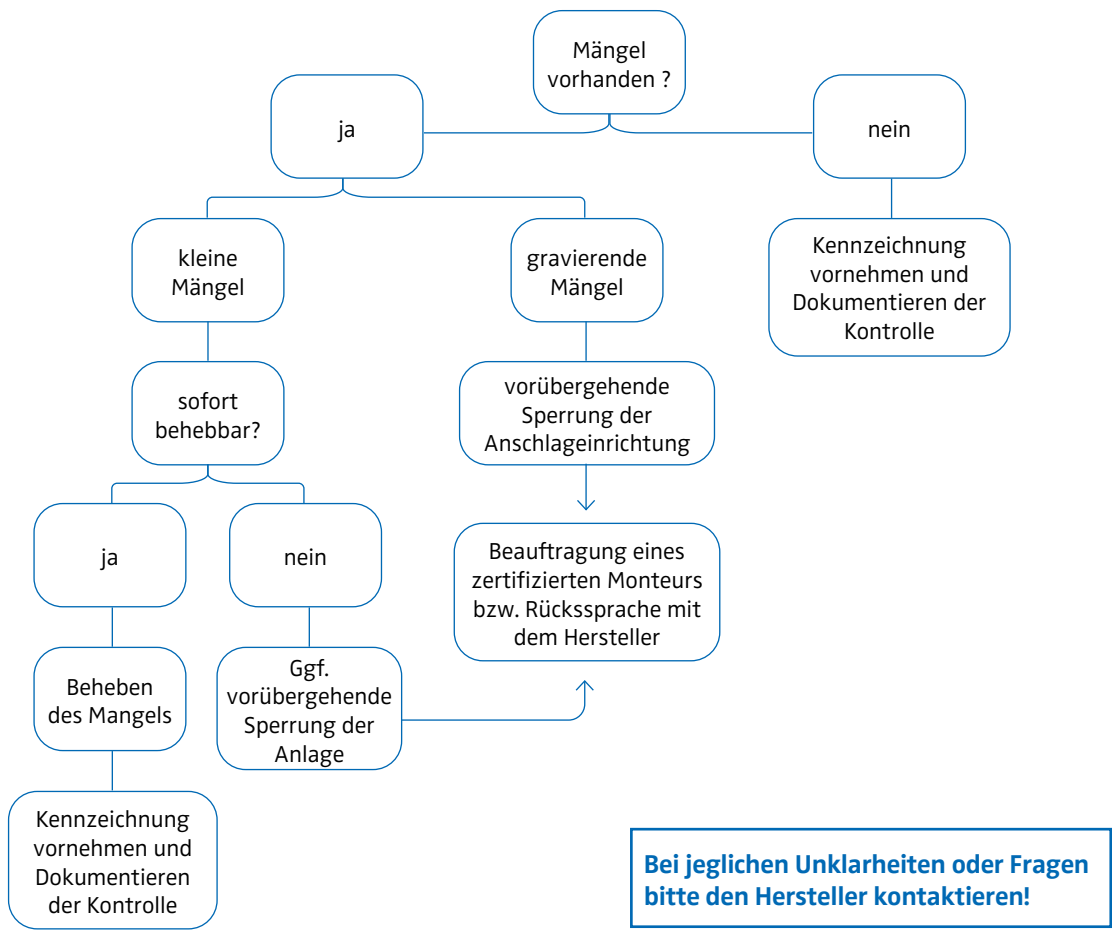 Mängel
vorhanden ?
ja
nein
kleine
Mängel
gravierende
Mängel
Kennzeichnung
vornehmen und
Dokumentieren der
Kontrolle
sofort
behebbar?
vorübergehende
Sperrung der
Anschlageinrichtung
ja
nein
Beauftragung eines
zertifizierten Monteurs
bzw. Rückssprache mit
dem Hersteller
Beheben
des Mangels
Ggf.
vorübergehende
Sperrung der
Anlage
Kennzeichnung
vornehmen und
Dokumentieren
der Kontrolle
Bei jeglichen Unklarheiten oder Fragen
bitte den Hersteller kontaktieren!